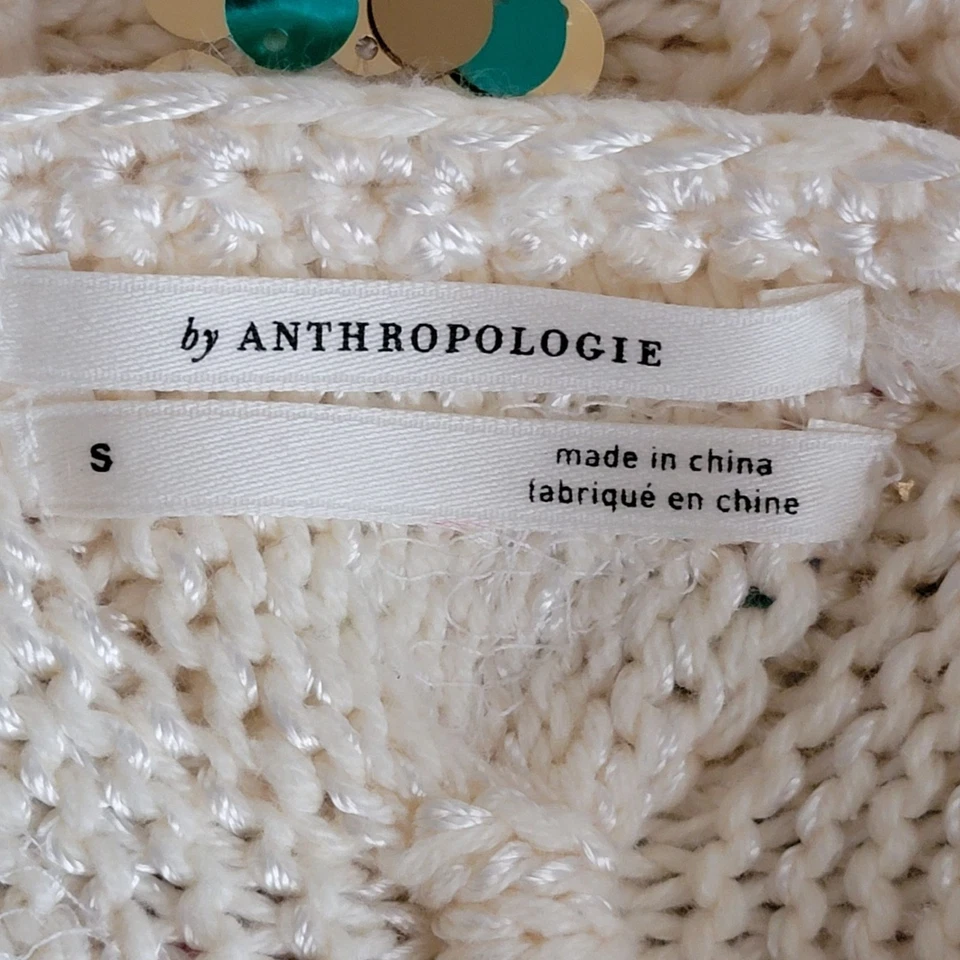 by ANTHROPOLOGIE
S
made in china
fabriqué en chine